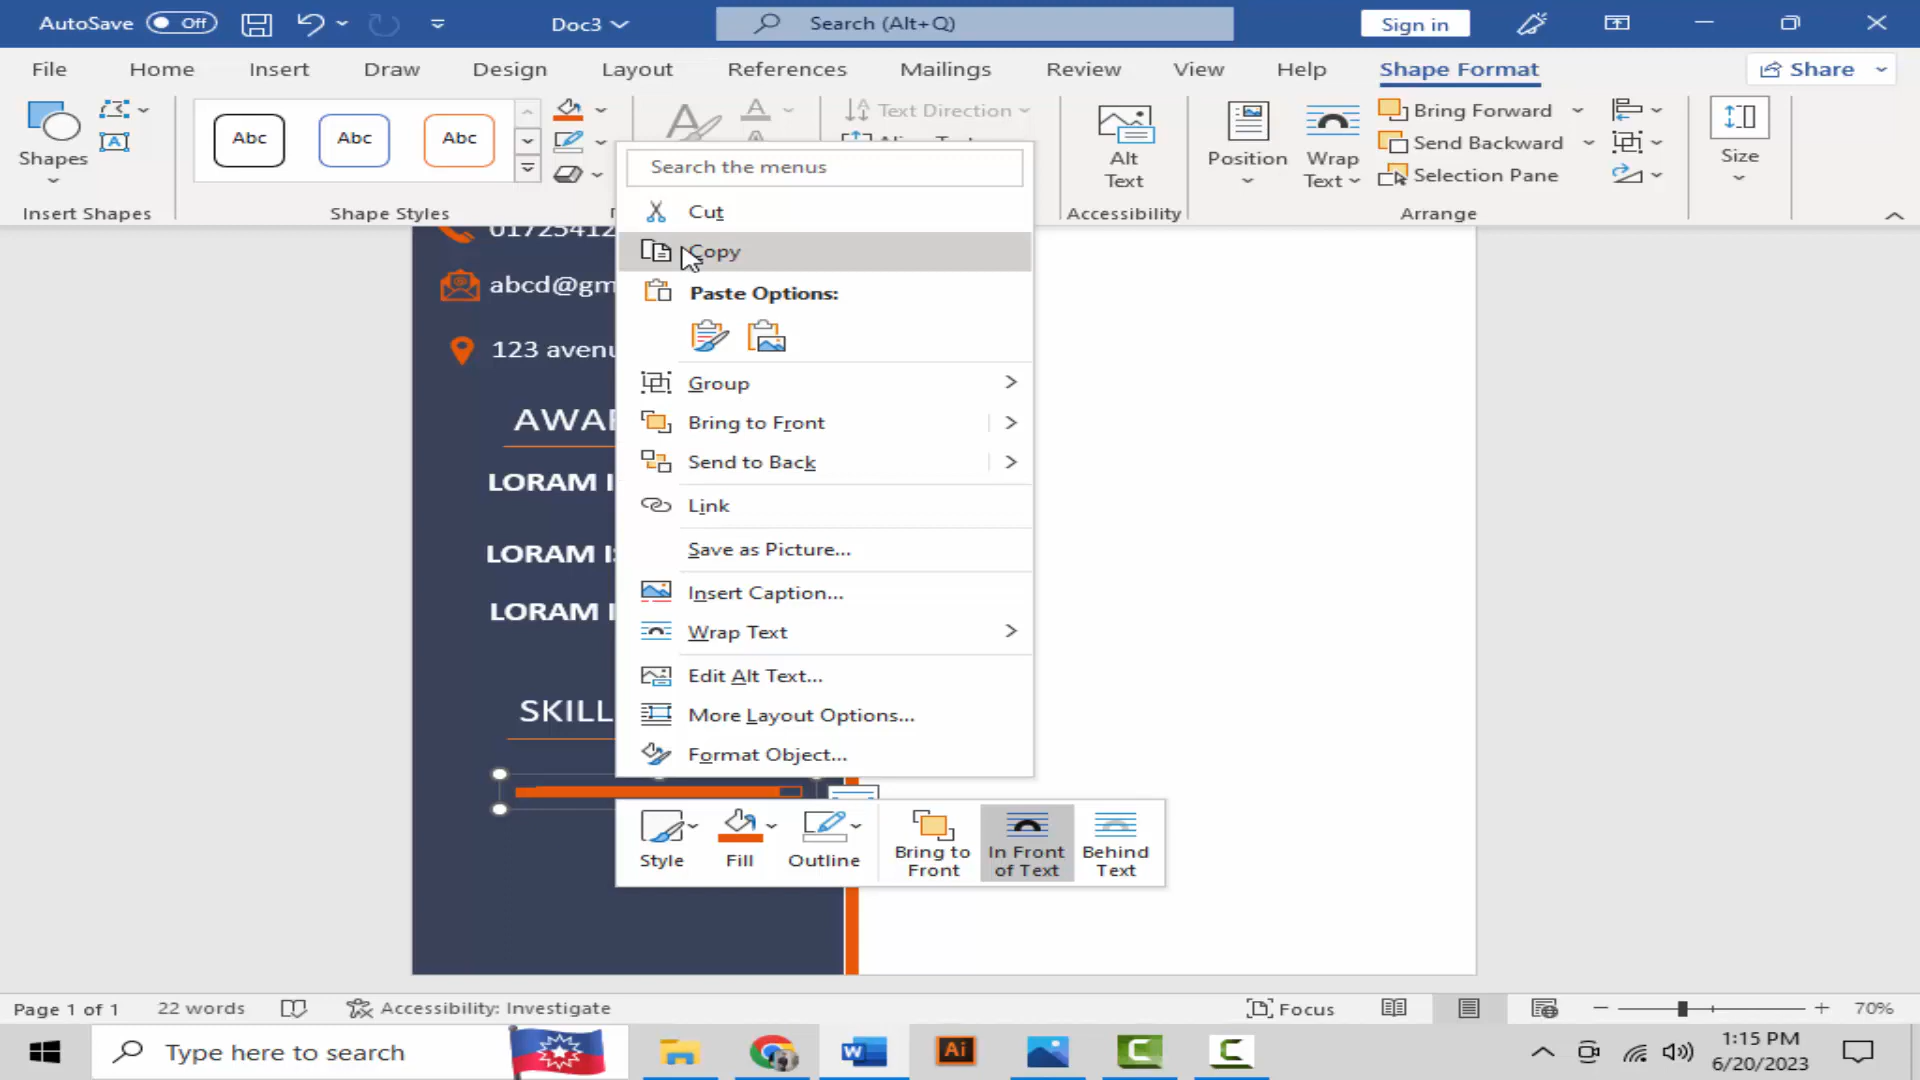 AutoSave Off Doc3 Search (Alt+Q) Sign in
File Home Insert Draw Design Layout References Mailings Review View Help Shape Format Share
Shapes
Insert Shapes
Abc Abc Abc
Shape Styles
Text Direction
Alt Text
Accessibility
Position
Wrap Text
Bring Forward
Send Backward
Selection Pane
Arrange
Size
abcd@gm
AWA
LORAM
LORAM
LORAM
SKILL
Search the menus
Cut
Copy
Paste Options:
Group
Bring to Front
Send to Back
Link
Save as Picture...
Insert Caption...
Wrap Text
Edit Alt Text...
More Layout Options...
Format Object...
Style
Fill
Outline
Bring to Front
In Front of Text
Behind Text
Page 1 of 1 22 words Accessibility: Investigate Focus 70%
Type here to search
Ai
1:15 PM
6/20/2023